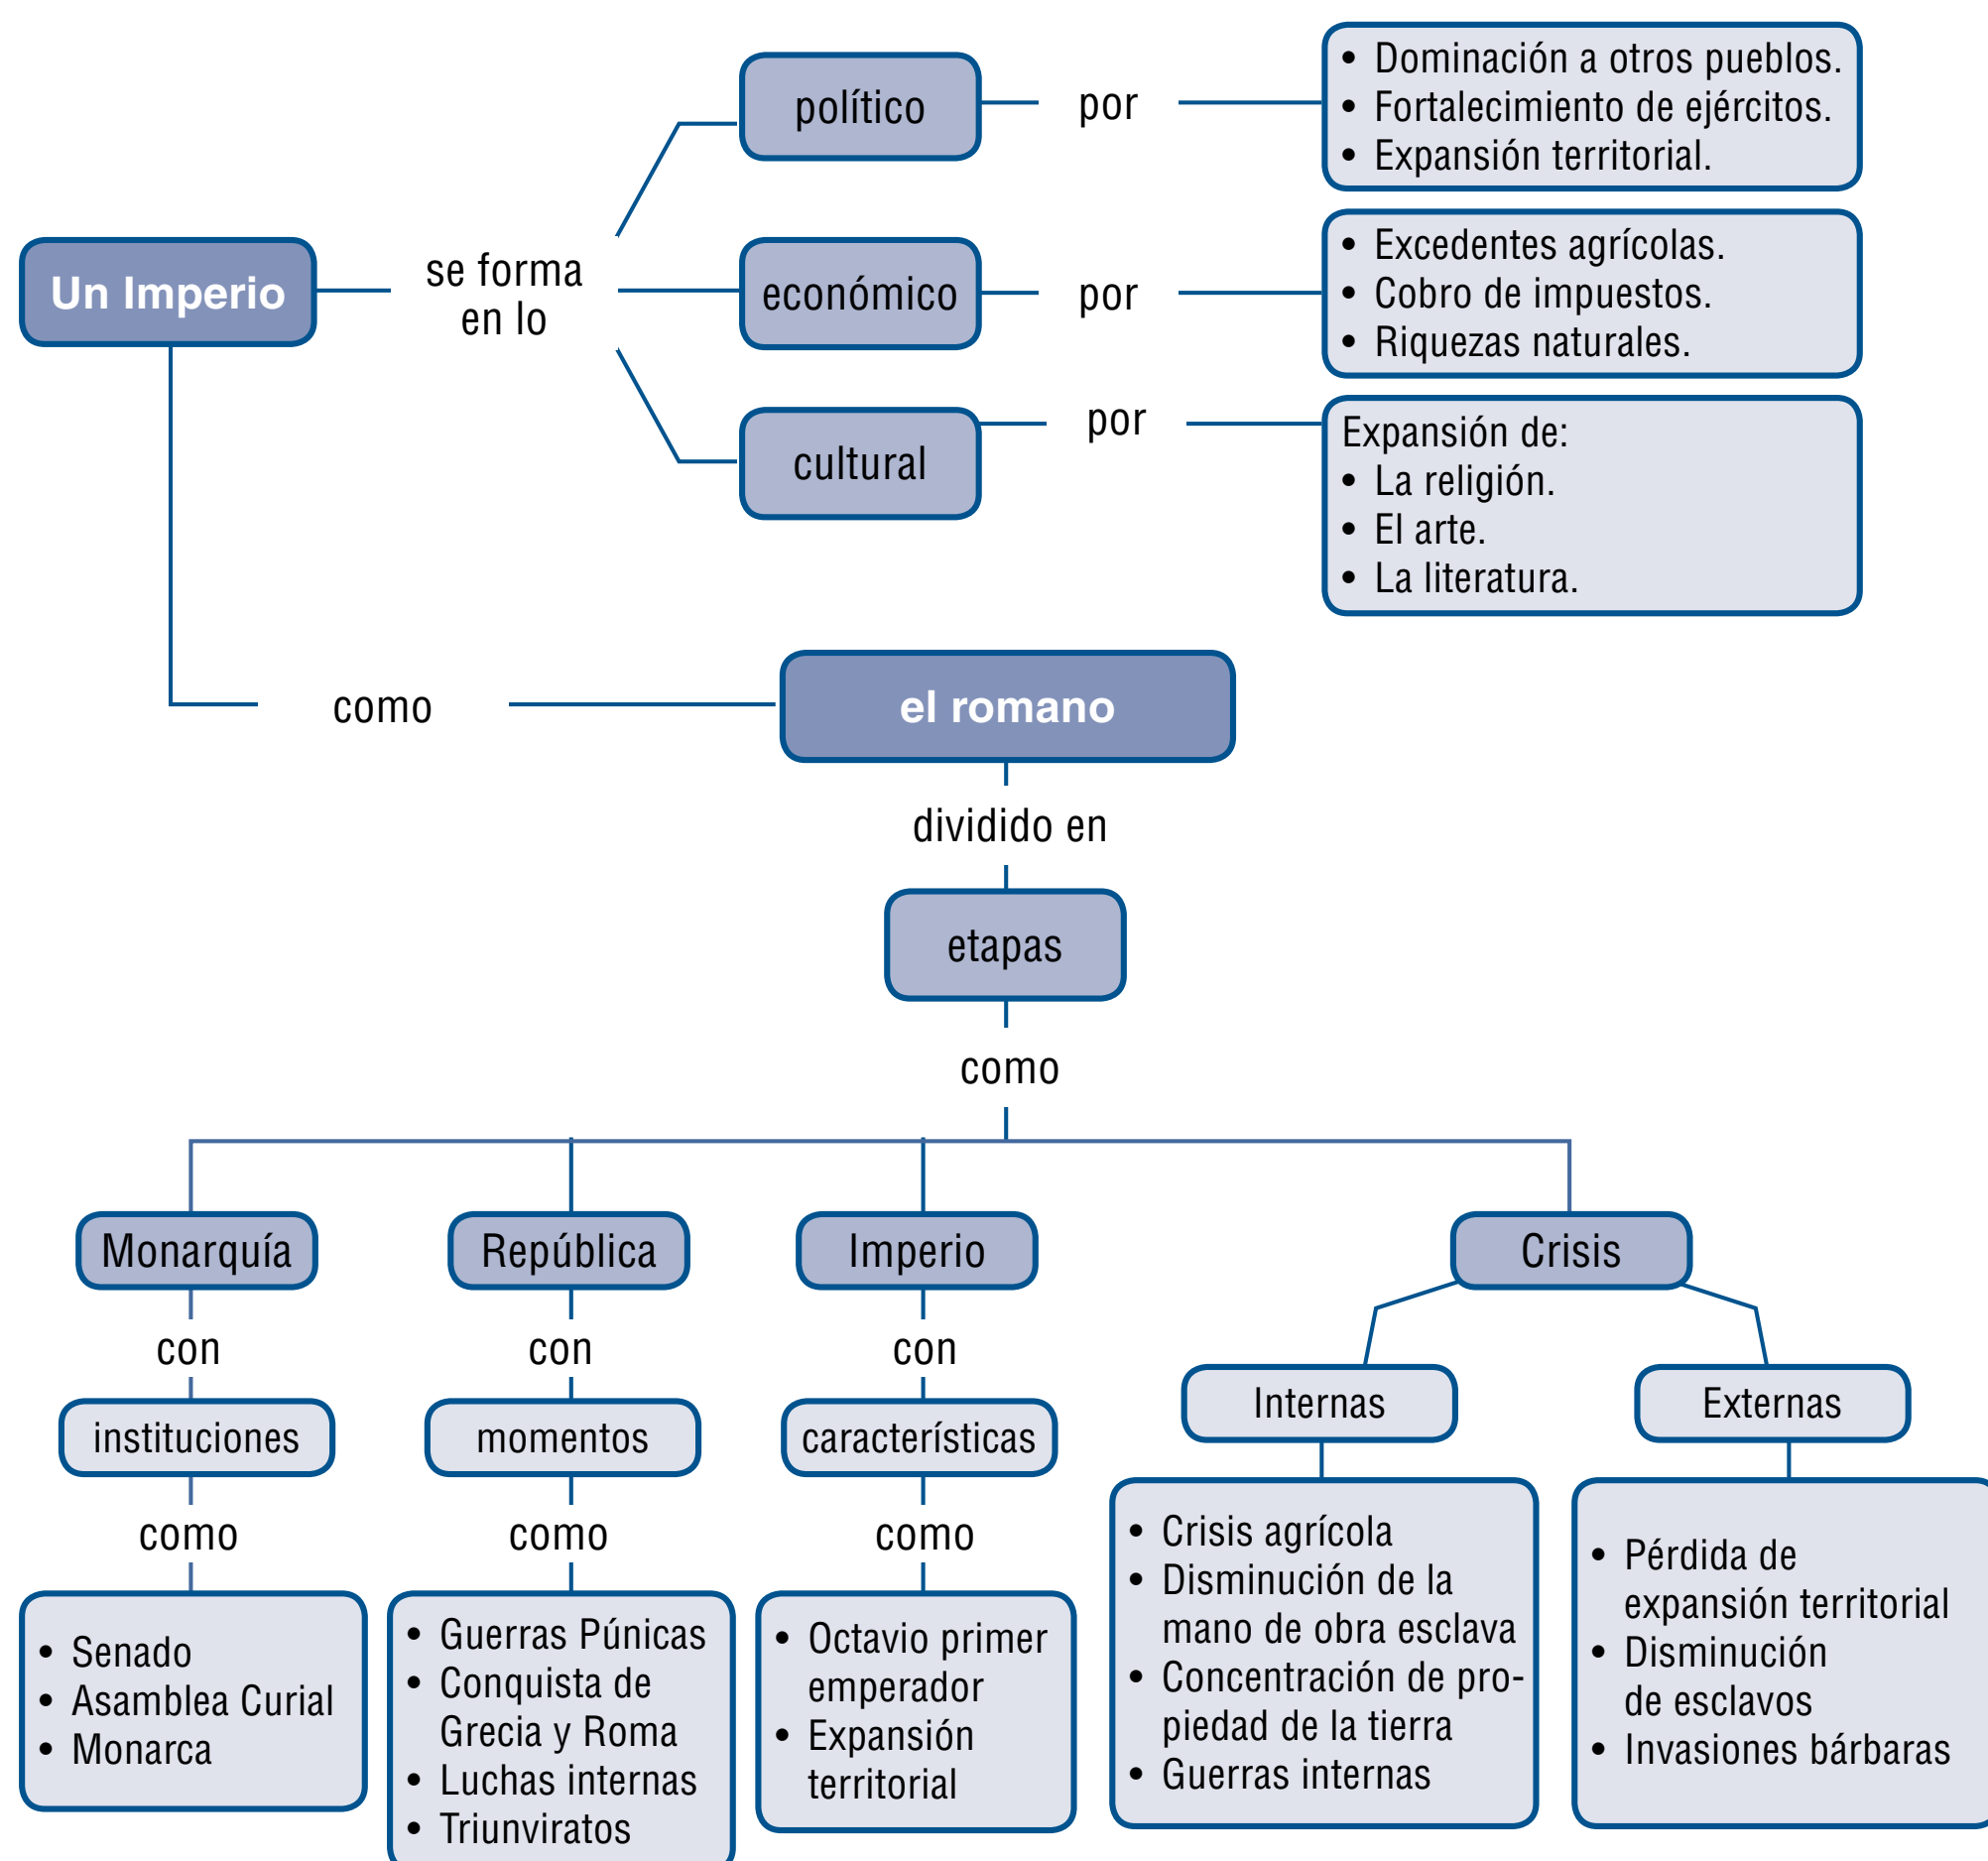 Un Imperio
se forma
en lo
político
por
• Dominación a otros pueblos.
• Fortalecimiento de ejércitos.
• Expansión territorial.
económico
por
• Excedentes agrícolas.
• Cobro de impuestos.
• Riquezas naturales.
cultural
por
Expansión de:
• La religión.
• El arte.
• La literatura.
como
el romano
dividido en
etapas
como
Monarquía
con
instituciones
como
• Senado
• Asamblea Curial
• Monarca
República
con
momentos
como
• Guerras Púnicas
• Conquista de
Grecia y Roma
• Luchas internas
• Triunviratos
Imperio
con
características
como
• Octavio primer
emperador
• Expansión
territorial
Crisis
Internas
• Crisis agrícola
• Disminución de la
mano de obra esclava
• Concentración de pro-
piedad de la tierra
• Guerras internas
Externas
• Pérdida de
expansión territorial
• Disminución
de esclavos
• Invasiones bárbaras